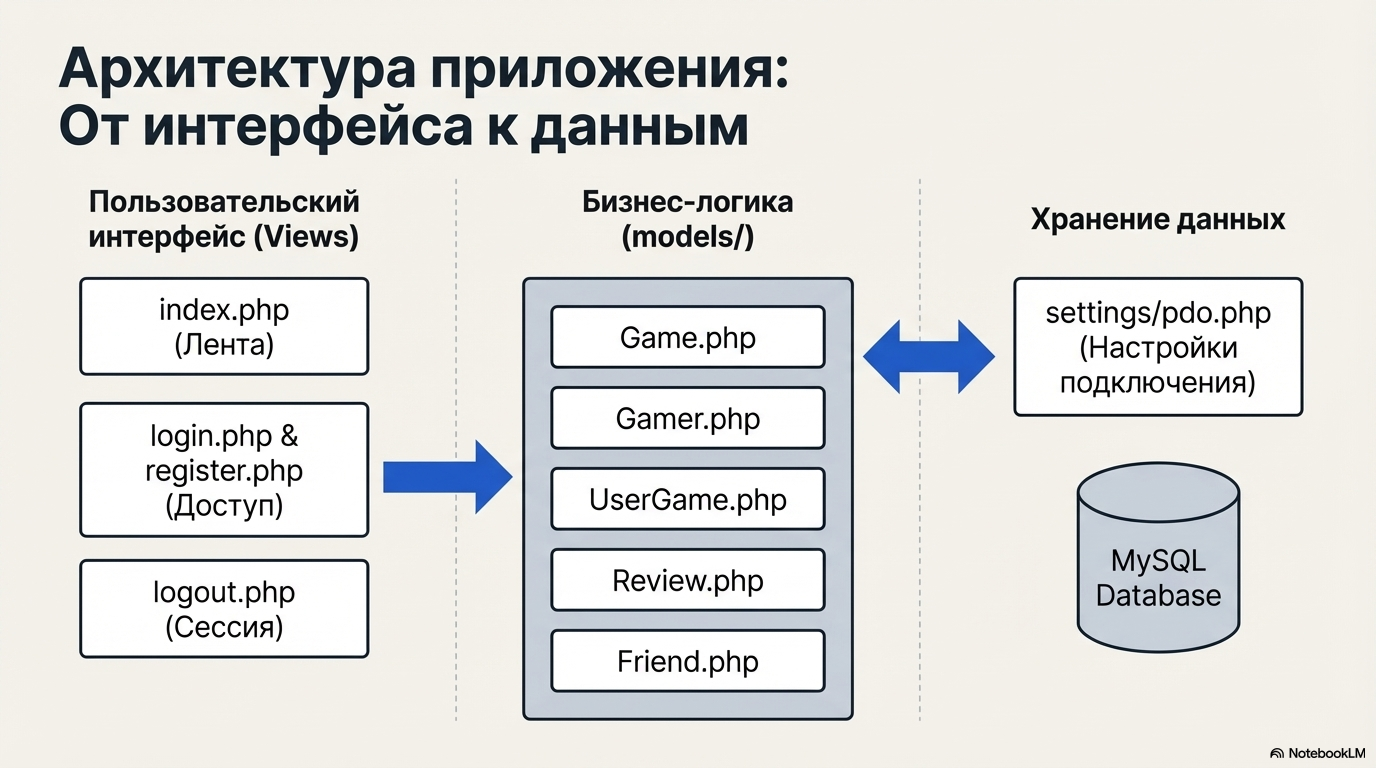 Архитектура приложения:
От интерфейса к данным
Пользовательский
интерфейс (Views)
index.php
(Лента)
login.php &
register.php
(Доступ)
logout.php
(Сессия)
Бизнес-логика
(models/)
Game.php
Gamer.php
UserGame.php
Review.php
Friend.php
Хранение данных
settings/pdo.php
(Настройки
подключения)
MySQL
Database
NotebookLM